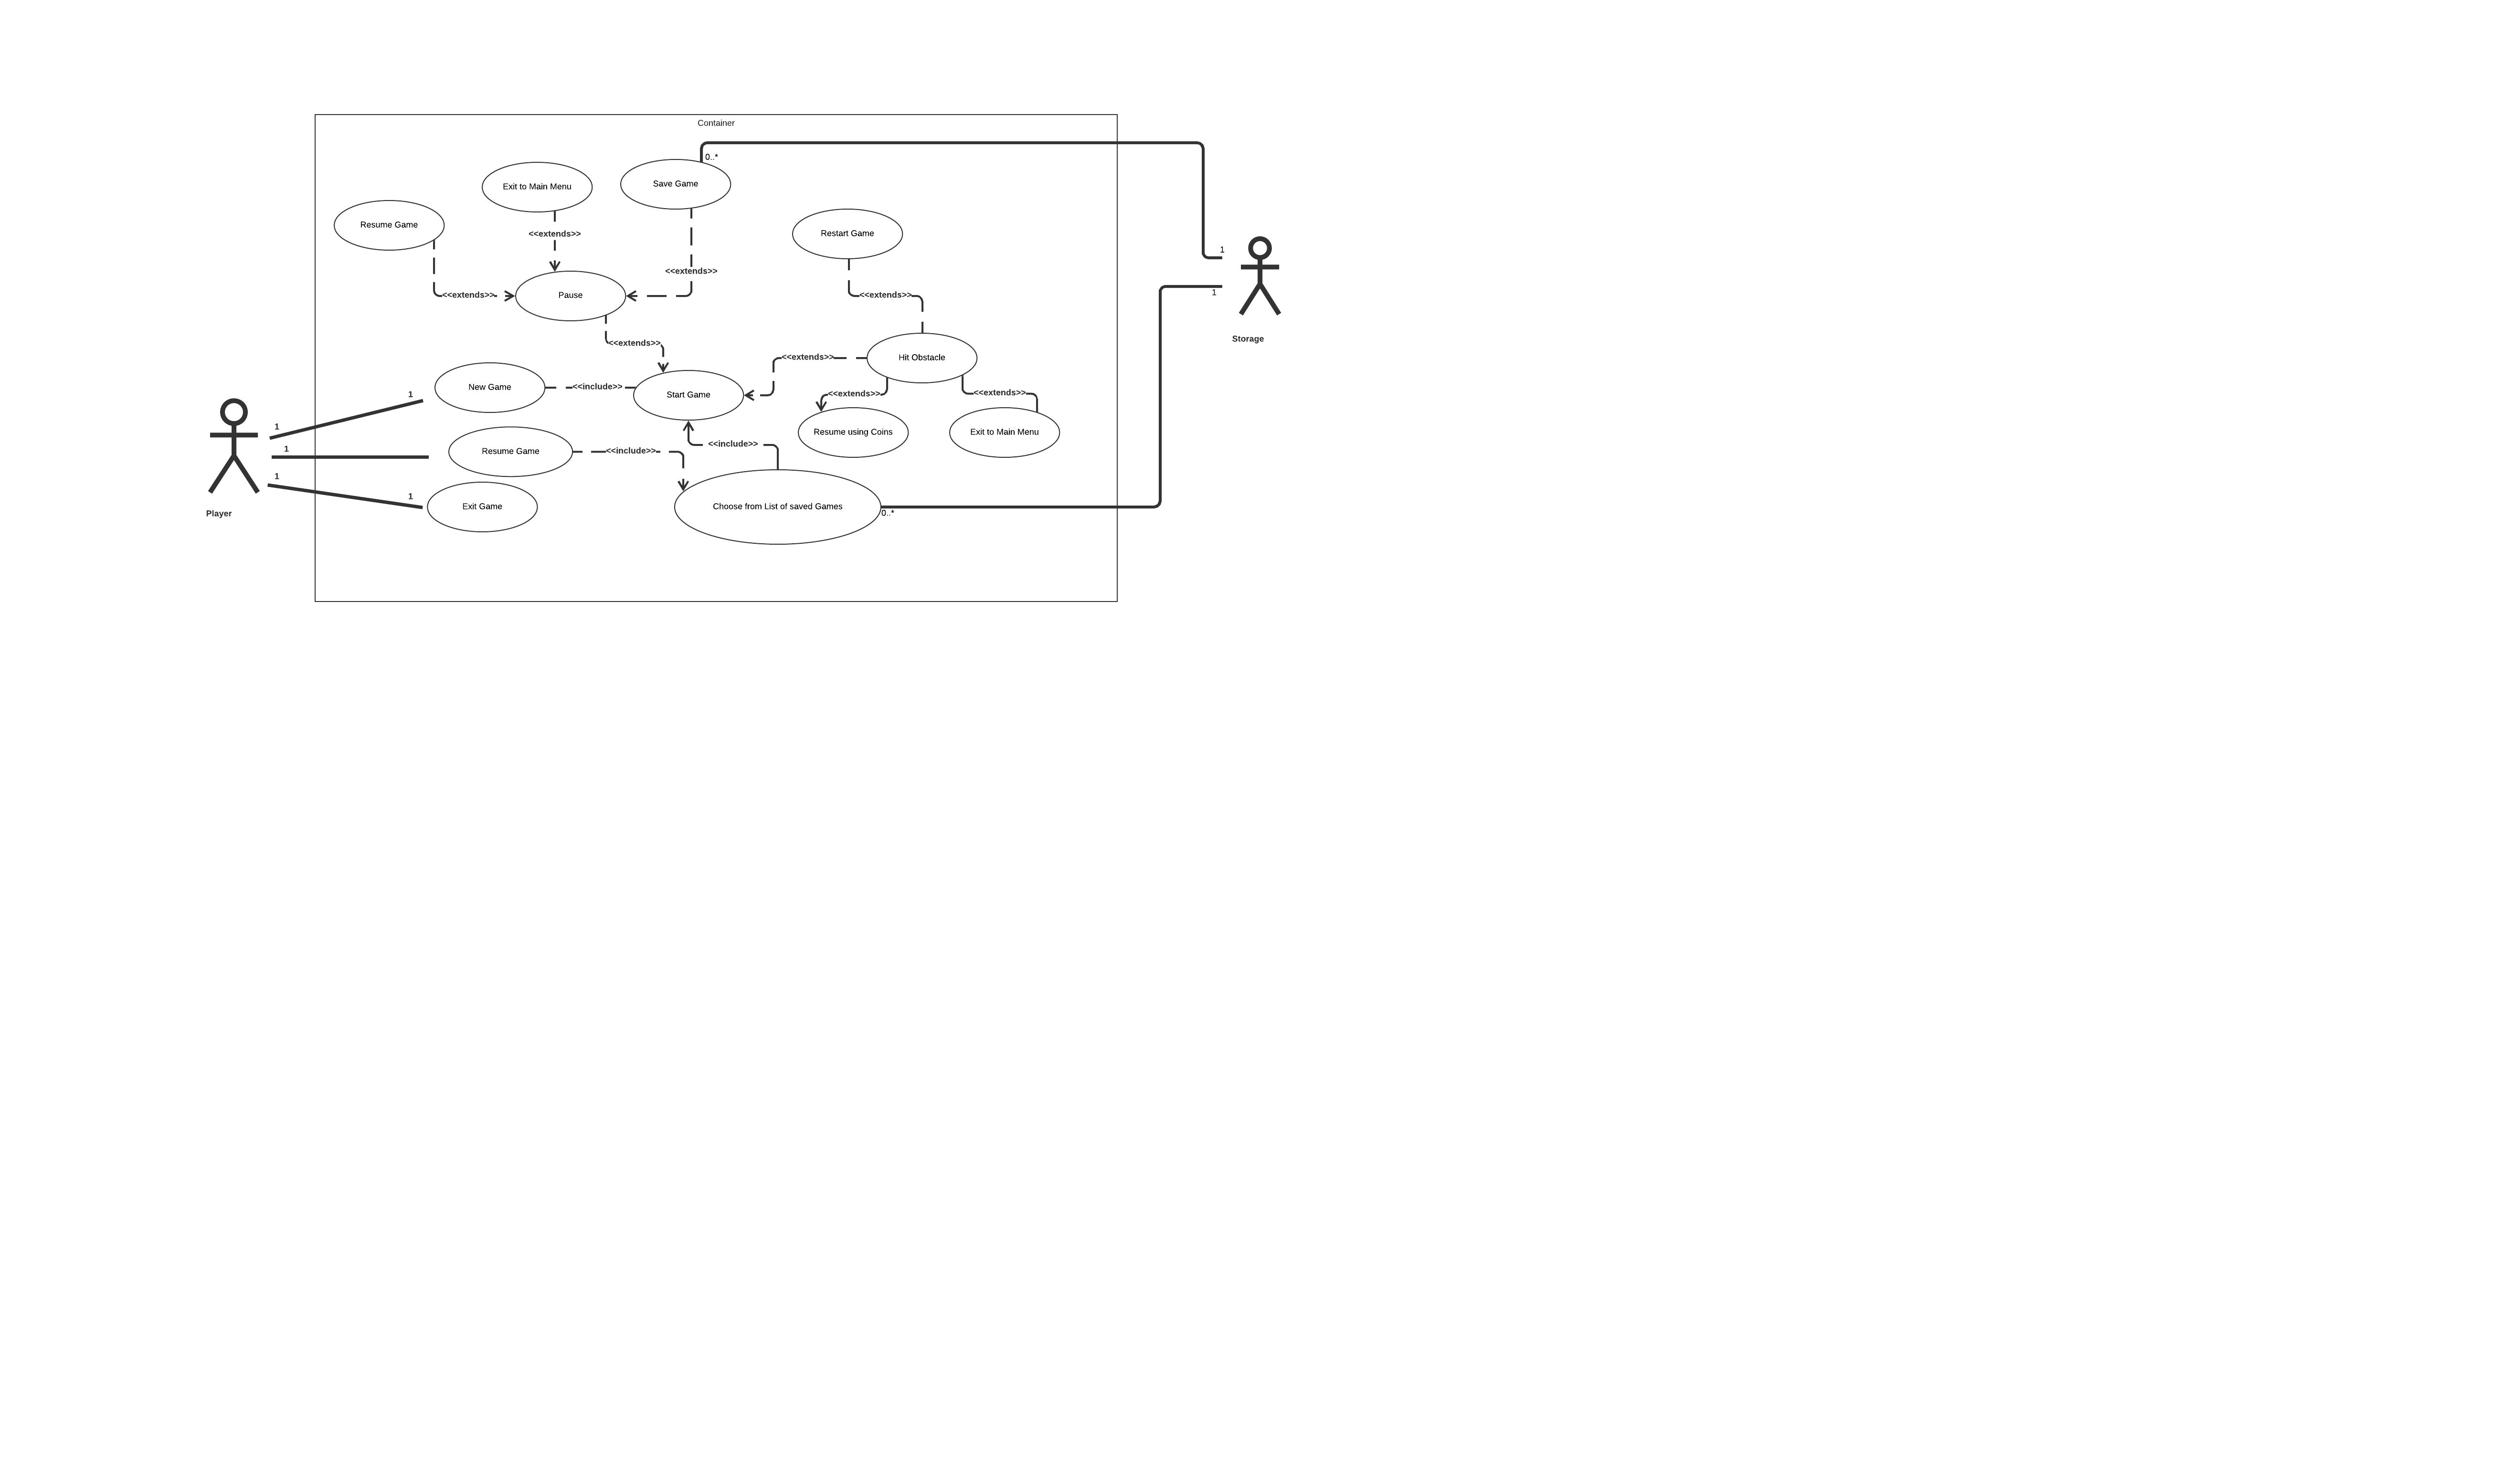 Container
0..*
Exit to Main Menu
Save Game
Resume Game
<<extends>>
Restart Game
1
<<extends>>
<<extends>>
Pause
<<extends>>
1
Storage
<<extends>>
Hit Obstacle
<<extends>>
New Game
<<include>>
Start Game
<<extends>>
<<extends>>
1
1
Resume using Coins
Exit to Main Menu
<<include>>
1
Resume Game
<<include>>
1
1
Exit Game
Choose from List of saved Games
0..*
Player